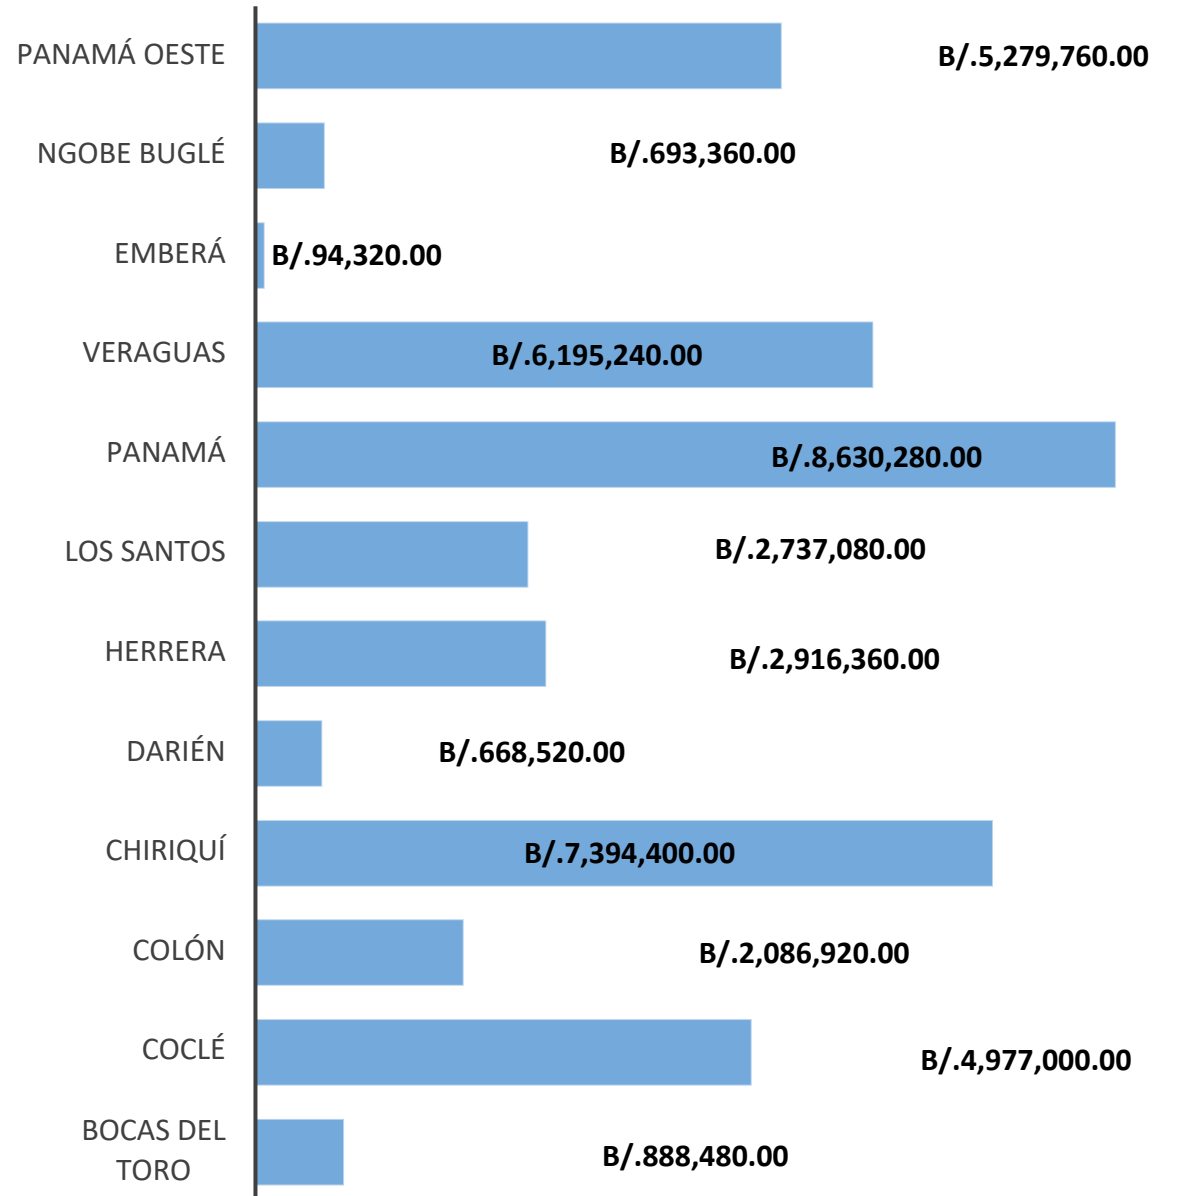 PANAMÁ OESTE B/.5,279,760.00
NGOBE BUGLÉ B/.693,360.00
EMBERÁ B/.94,320.00
VERAGUAS B/.6,195,240.00
PANAMÁ B/.8,630,280.00
LOS SANTOS B/.2,737,080.00
HERRERA B/.2,916,360.00
DARIÉN B/.668,520.00
CHIRIQUÍ B/.7,394,400.00
COLÓN B/.2,086,920.00
COCLÉ B/.4,977,000.00
BOCAS DEL
TORO B/.888,480.00